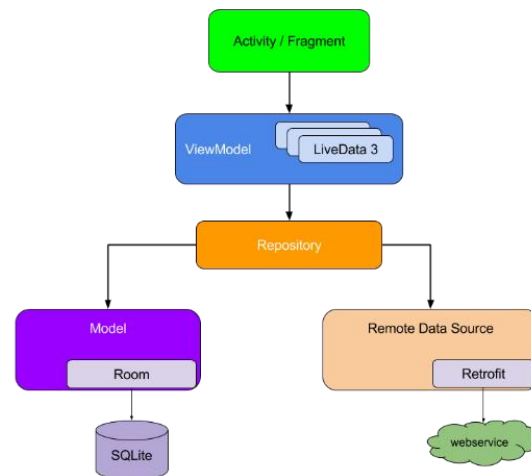 Activity / Fragment
ViewModel
LiveData 3
Repository
Model
Remote Data Source
Room
Retrofit
SQLite
webservice